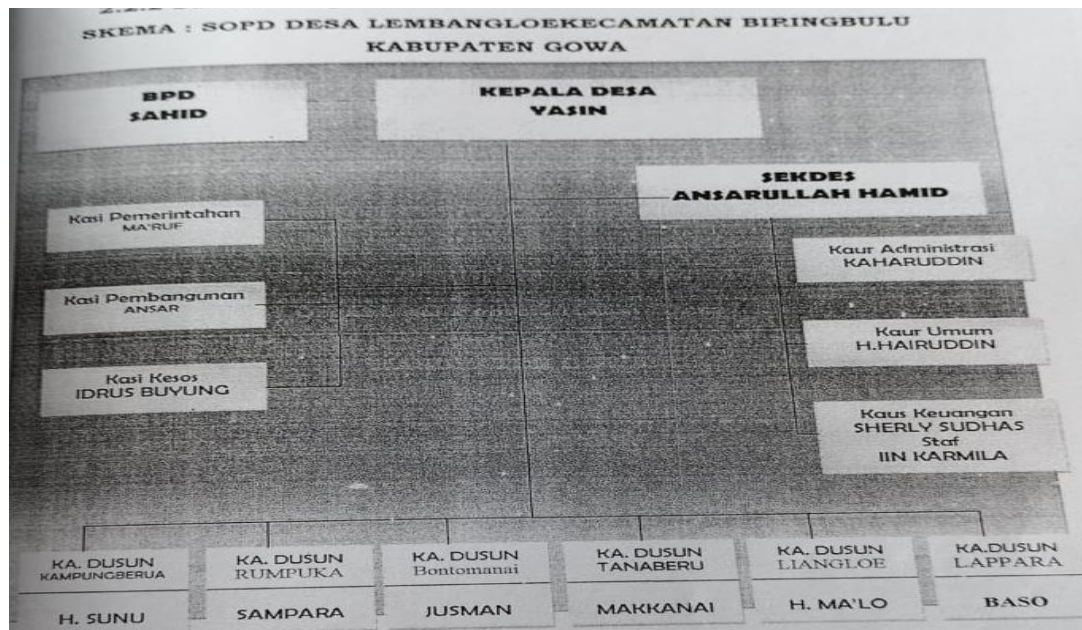 SKEMA : SOPD DESA LEMBANGLOEKECAMATAN BIRINGBULU
KABUPATEN GOWA
BPD
SAHID
KEPALA DESA
YASIN
SEKDES
ANSARULLAH HAMID
Kasi Pemerintahan
MA'RUF
Kasi Pembangunan
ANSAR
Kasi Kesos
IDRUS BUYUNG
Kaur Administrasi
KAHARUDDIN
Kaur Umum
H.HAIRUDDIN
Kaus Keuangan
SHERLY SUDHAS
Staf
IIN KARMILA
KA. DUSUN
KAMPUNGBERUA
H. SUNU
KA. DUSUN
RUMPUKA
SAMPARA
KA. DUSUN
Bontomanai
JUSMAN
KA. DUSUN
TANABERU
MAKKANAI
KA. DUSUN
LIANGLOE
H. MA'LO
KA.DUSUN
LAPPARA
BASO